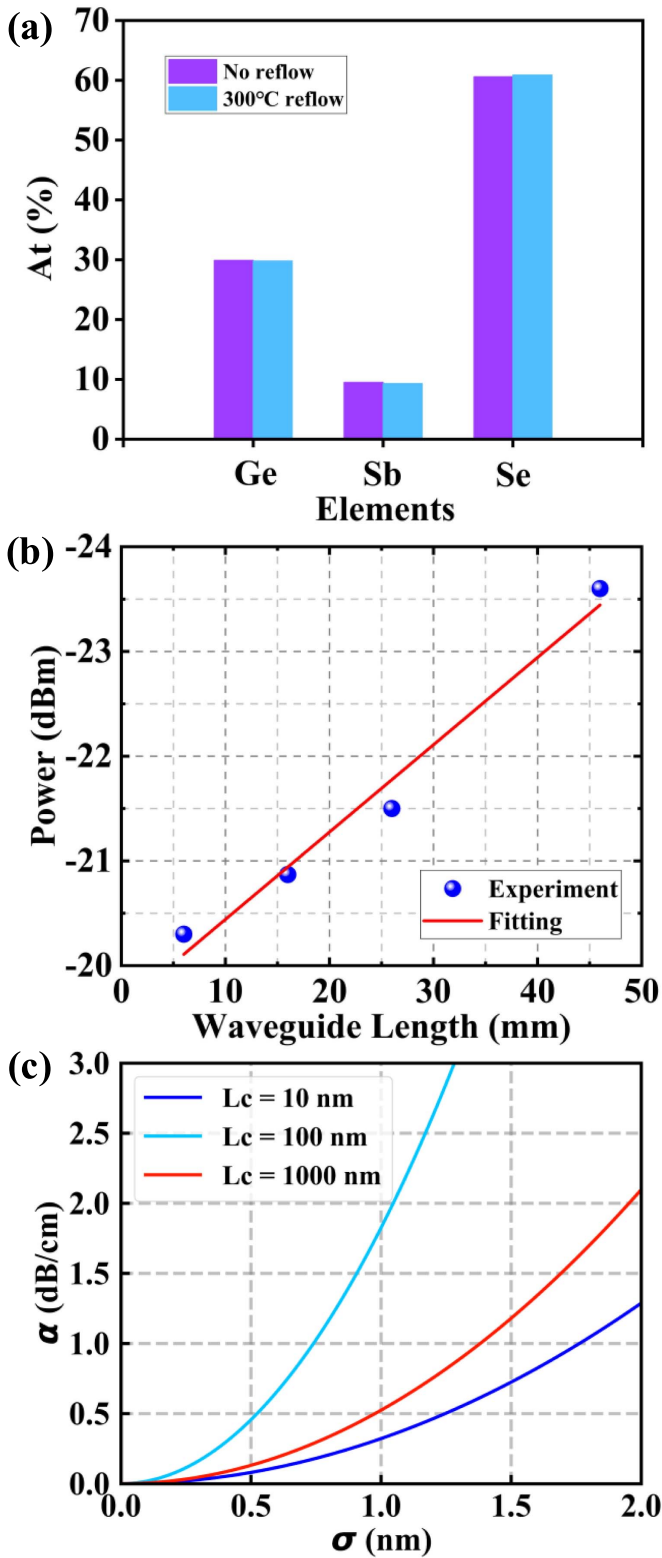 (a)
70
60
50
40
30
20
10
0
At (%)
No reflow
300°C reflow
Ge
Sb
Se
Elements
(b)
-24
-23
-22
-21
-20
Power (dBm)
Experiment
Fitting
0
10
20
30
40
50
Waveguide Length (mm)
(c)
3.0
2.5
2.0
1.5
1.0
0.5
0.0
α (dB/cm)
Lc = 10 nm
Lc = 100 nm
Lc = 1000 nm
0.0
0.5
1.0
1.5
2.0
σ (nm)